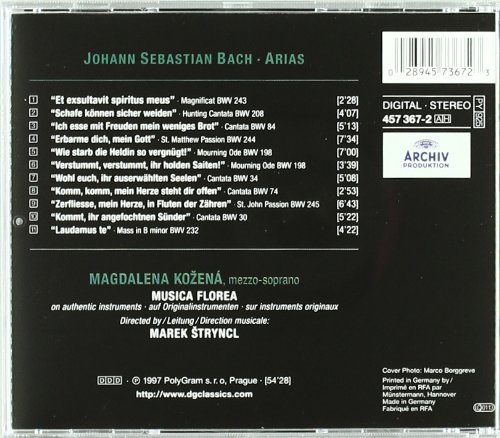 JOHANN SEBASTIAN BACH · ARIAS
1 "Et exsultavit spiritus meus" · Magnificat BWV 243 [2'28]
2 "Schafe können sicher weiden" · Hunting Cantata BWV 208 [4'07]
3 "Ich esse mit Freuden mein weniges Brot" · Cantata BWV 84 [5'13]
4 "Erbarme dich, mein Gott" · St. Matthew Passion BWV 244 [7'34]
5 "Wie starb die Heldin so vergnügt!" · Mourning Ode BWV 198 [7'00]
6 "Verstummt, verstummt, ihr holden Saiten!" · Mourning Ode BWV 198 [3'39]
7 "Wohl euch, ihr auserwählten Seelen" · Cantata BWV 34 [5'08]
8 "Komm, komm, mein Herze steht dir offen" · Cantata BWV 74 [2'53]
9 "Zerfliesse, mein Herze, in Fluten der Zähren" · St. John Passion BWV 245 [6'43]
10 "Kommt, ihr angefochtnen Sünder" · Cantata BWV 30 [5'22]
11 "Laudamus te" · Mass in B minor BWV 232 [4'22]
MAGDALENA KOŽENÁ, mezzo-soprano
MUSICA FLOREA
on authentic instruments · auf Originalinstrumenten · sur instruments originaux
Directed by / Leitung / Direction musicale:
MAREK ŠTRYNCL
DDD · ℗ 1997 PolyGram s. r. o, Prague · [54'28]
http://www.dgclassics.com
0 28945 73672 3
DIGITAL · STEREO
457 367-2 AH
PY 925
ARCHIV
PRODUKTION
Cover Photo: Marco Borggreve
Printed in Germany by /
Imprimé en RFA par
Münstermann, Hannover
Made in Germany
Fabriqué en RFA